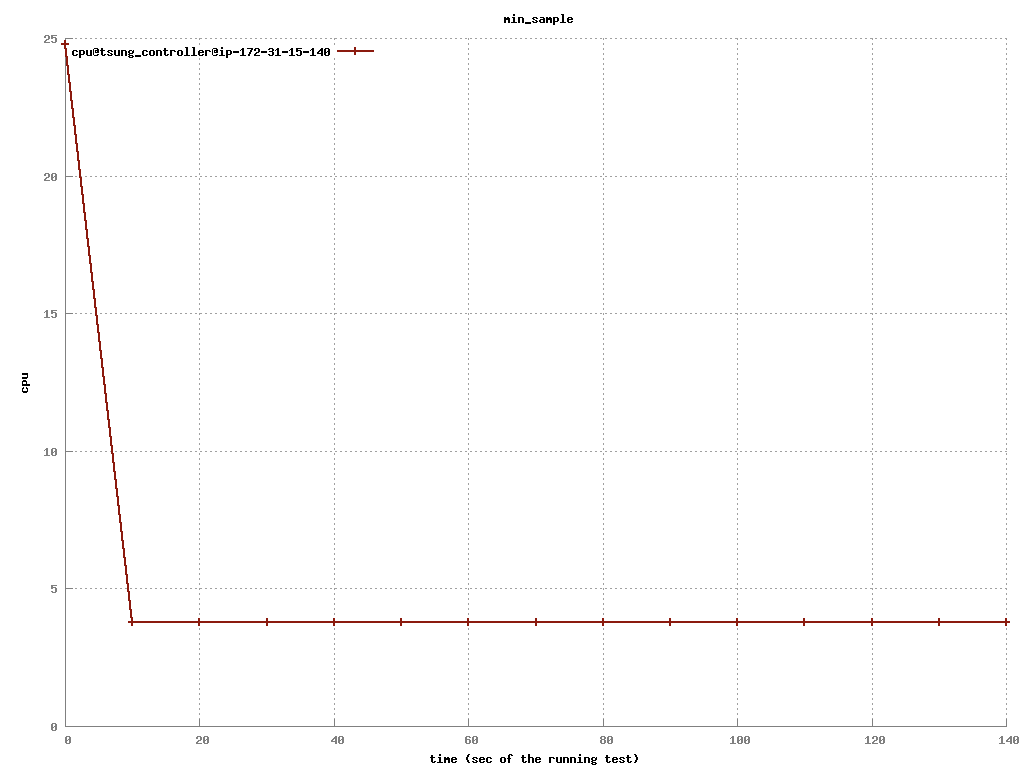 min_sample
25
cpu@tsung_controller@ip-172-31-15-140
20
15
cpu
10
5
0
0 20 40 60 80 100 120 140
time (sec of the running test)